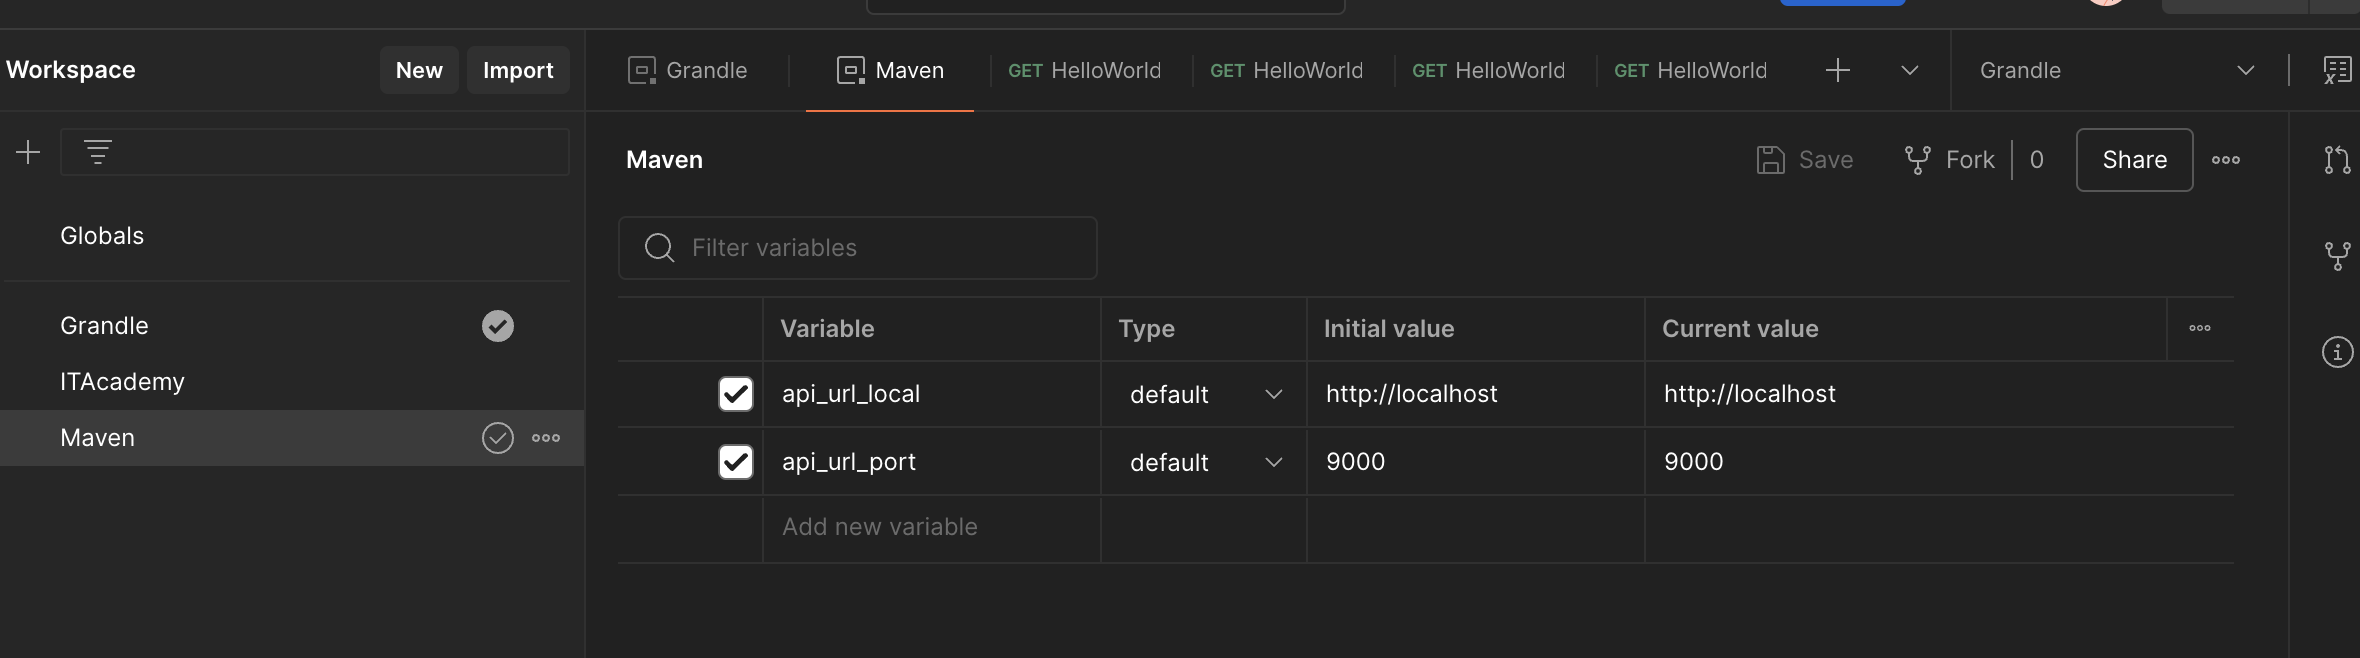 Workspace
New
Import
Grandle
Maven
GET HelloWorld
GET HelloWorld
GET HelloWorld
GET HelloWorld
Grandle
Globals
Grandle
ITAcademy
Maven
Maven
Save
Fork
0
Share
Filter variables
Variable Type Initial value Current value
api_url_local default http://localhost http://localhost
api_url_port default 9000 9000
Add new variable